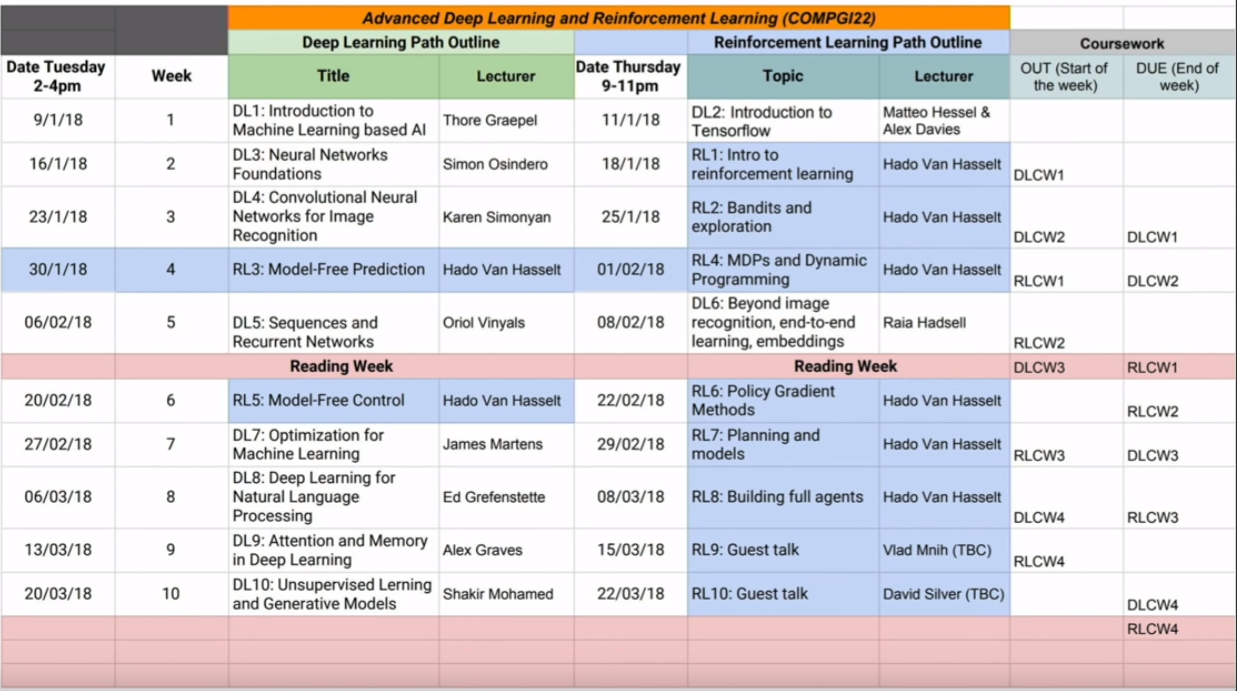 Advanced Deep Learning and Reinforcement Learning (COMPGI22)
Deep Learning Path Outline
Reinforcement Learning Path Outline
Coursework
Date Tuesday
2-4pm
Week
Title
Lecturer
Date Thursday
9-11pm
Topic
Lecturer
OUT (Start of
the week)
DUE (End of
week)
9/1/18
1
DL1: Introduction to
Machine Learning based AI
Thore Graepel
11/1/18
DL2: Introduction to
Tensorflow
Matteo Hessel &
Alex Davies
16/1/18
2
DL3: Neural Networks
Foundations
Simon Osindero
18/1/18
RL1: Intro to
reinforcement learning
Hado Van Hasselt
DLCW1
23/1/18
3
DL4: Convolutional Neural
Networks for Image
Recognition
Karen Simonyan
25/1/18
RL2: Bandits and
exploration
Hado Van Hasselt
DLCW2
DLCW1
30/1/18
4
RL3: Model-Free Prediction
Hado Van Hasselt
01/02/18
RL4: MDPs and Dynamic
Programming
Hado Van Hasselt
RLCW1
DLCW2
06/02/18
5
DL5: Sequences and
Recurrent Networks
Oriol Vinyals
08/02/18
DL6: Beyond image
recognition, end-to-end
learning, embeddings
Raia Hadsell
RLCW2
Reading Week
Reading Week
DLCW3
RLCW1
20/02/18
6
RL5: Model-Free Control
Hado Van Hasselt
22/02/18
RL6: Policy Gradient
Methods
Hado Van Hasselt
RLCW2
27/02/18
7
DL7: Optimization for
Machine Learning
James Martens
29/02/18
RL7: Planning and
models
Hado Van Hasselt
RLCW3
DLCW3
06/03/18
8
DL8: Deep Learning for
Natural Language
Processing
Ed Grefenstette
08/03/18
RL8: Building full agents
Hado Van Hasselt
DLCW4
RLCW3
13/03/18
9
DL9: Attention and Memory
in Deep Learning
Alex Graves
15/03/18
RL9: Guest talk
Vlad Mnih (TBC)
RLCW4
20/03/18
10
DL10: Unsupervised Lerning
and Generative Models
Shakir Mohamed
22/03/18
RL10: Guest talk
David Silver (TBC)
DLCW4
RLCW4